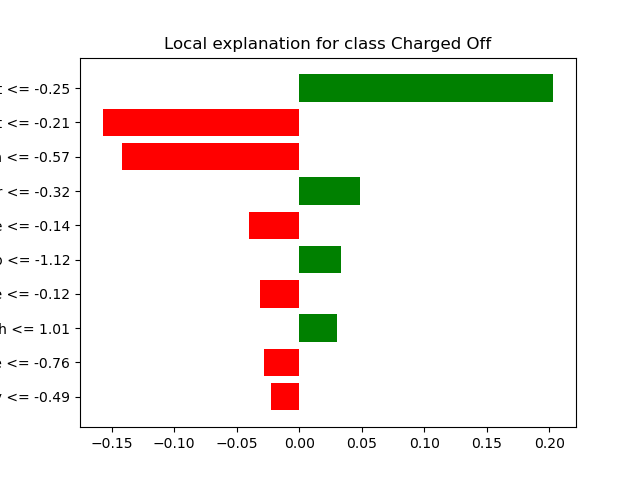 Local explanation for class Charged Off
t <= -0.25
t <= -0.21
<= -0.57
r <= -0.32
e <= -0.14
<= -1.12
e <= -0.12
h <= 1.01
e <= -0.76
<= -0.49
−0.15 −0.10 −0.05 0.00 0.05 0.10 0.15 0.20